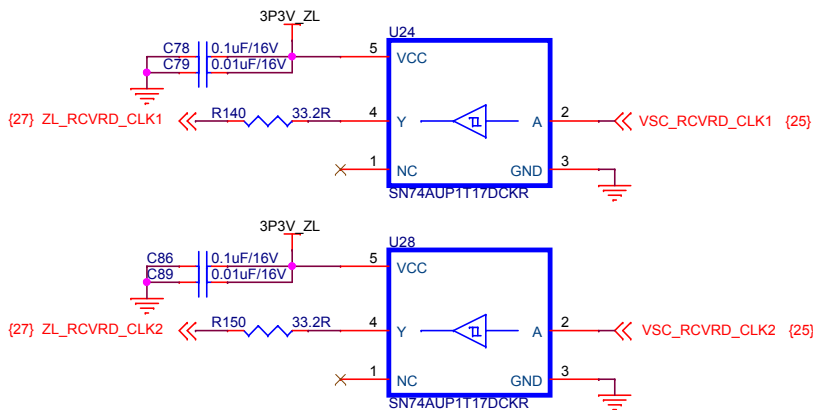 3P3V_ZL
U24
C78 0.1uF/16V
5 VCC
C79 0.01uF/16V
{27} ZL_RCVRD_CLK1 R140 33.2R 4 Y A 2 VSC_RCVRD_CLK1 {25}
1 NC GND 3
SN74AUP1T17DCKR
3P3V_ZL
U28
C86 0.1uF/16V
5 VCC
C89 0.01uF/16V
{27} ZL_RCVRD_CLK2 R150 33.2R 4 Y A 2 VSC_RCVRD_CLK2 {25}
1 NC GND 3
SN74AUP1T17DCKR